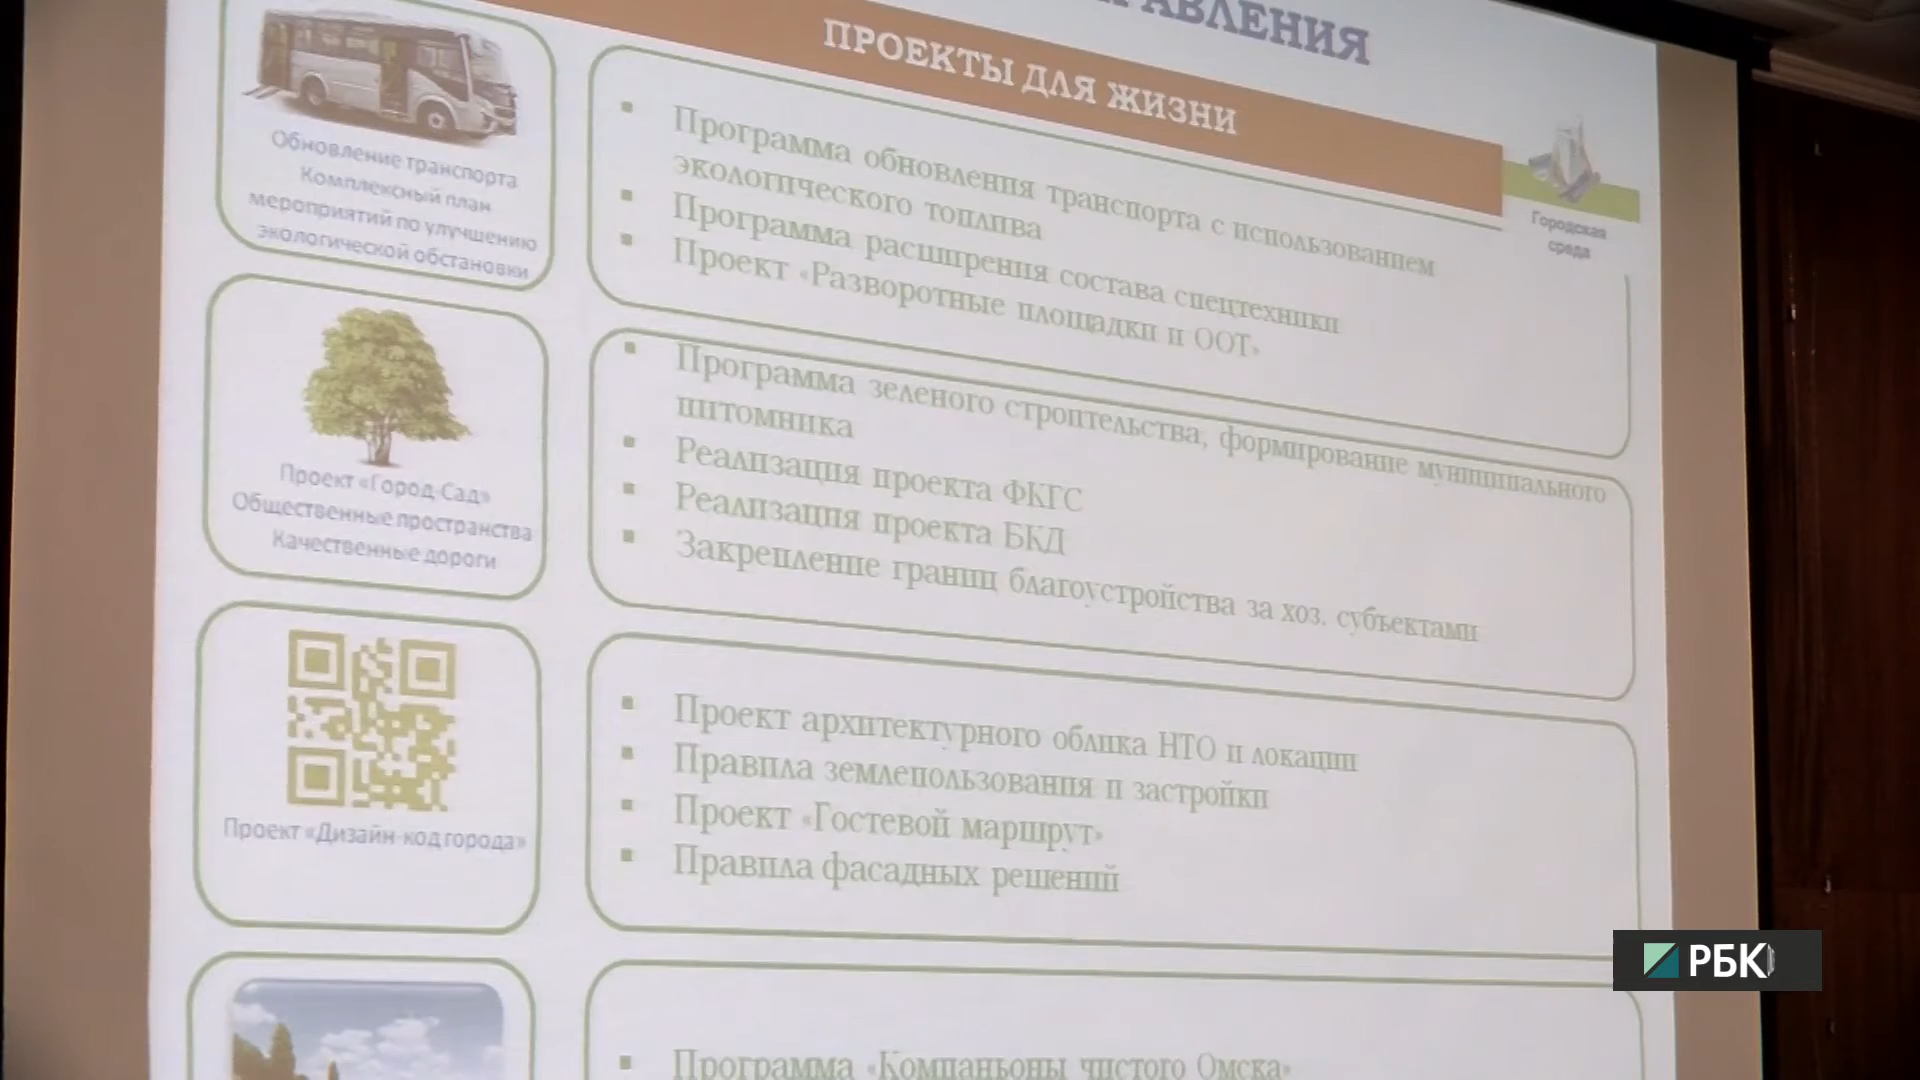 ПРОЕКТЫ ДЛЯ ЖИЗНИ
Городская
среда
Обновление транспорта
Комплексный план
мероприятий по улучшению
экологической обстановки
▪ Программа обновления транспорта с использованием
экологического топлива
▪ Программа расширения состава спецтехники
▪ Проект «Разворотные площадки и ООТ»
Проект «Город-Сад»
Общественные пространства
Качественные дороги
▪ Программа зеленого строительства, формирование муниципального
питомника
▪ Реализация проекта ФКГС
▪ Реализация проекта БКД
▪ Закрепление границ благоустройства за хоз. субъектами
Проект «Дизайн-код города»
▪ Проект архитектурного облика НТО и локации
▪ Правила землепользования и застройки
▪ Проект «Гостевой маршрут»
▪ Правила фасадных решений
▪ Программа «Компаньоны чистого Омска»
РБК